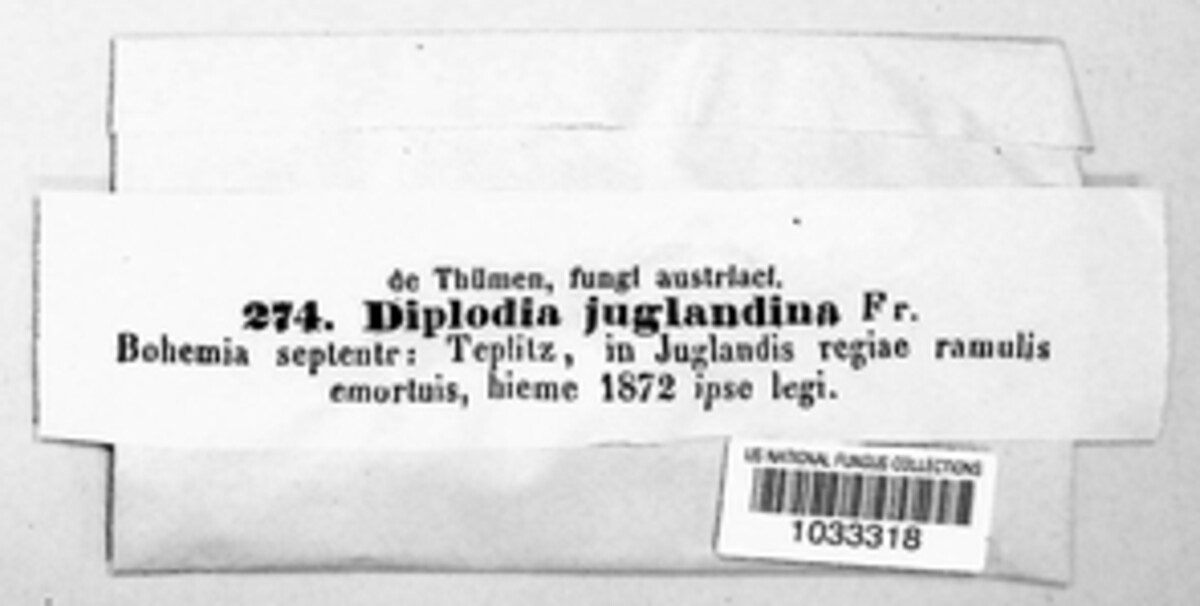 de Thümen, fungi austriaci.
274. Diplodia juglandina Fr.
Bohemia septentr: Teplitz, in Juglandis regiae ramulis
emortuis, hieme 1872 ipse legi.
US NATIONAL FUNGUS COLLECTIONS
1033318